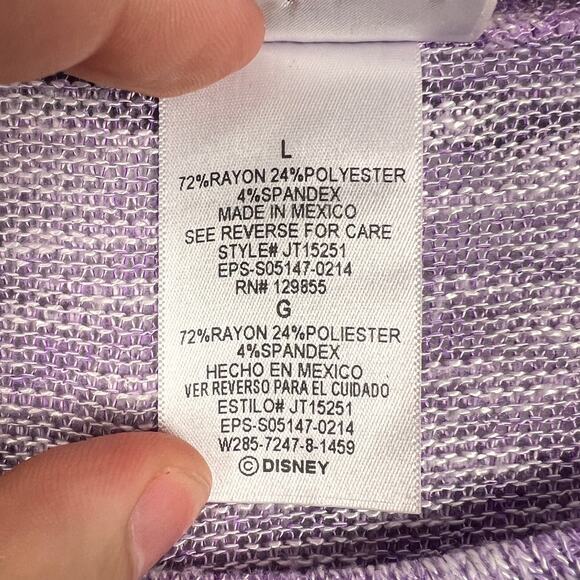 L
72%RAYON 24%POLYESTER
4%SPANDEX
MADE IN MEXICO
SEE REVERSE FOR CARE
STYLE# JT15251
EPS-S05147-0214
RN# 129855
G
72%RAYON 24%POLIESTER
4%SPANDEX
HECHO EN MEXICO
VER REVERSO PARA EL CUIDADO
ESTILO# JT15251
EPS-S05147-0214
W285-7247-8-1459
©DISNEY